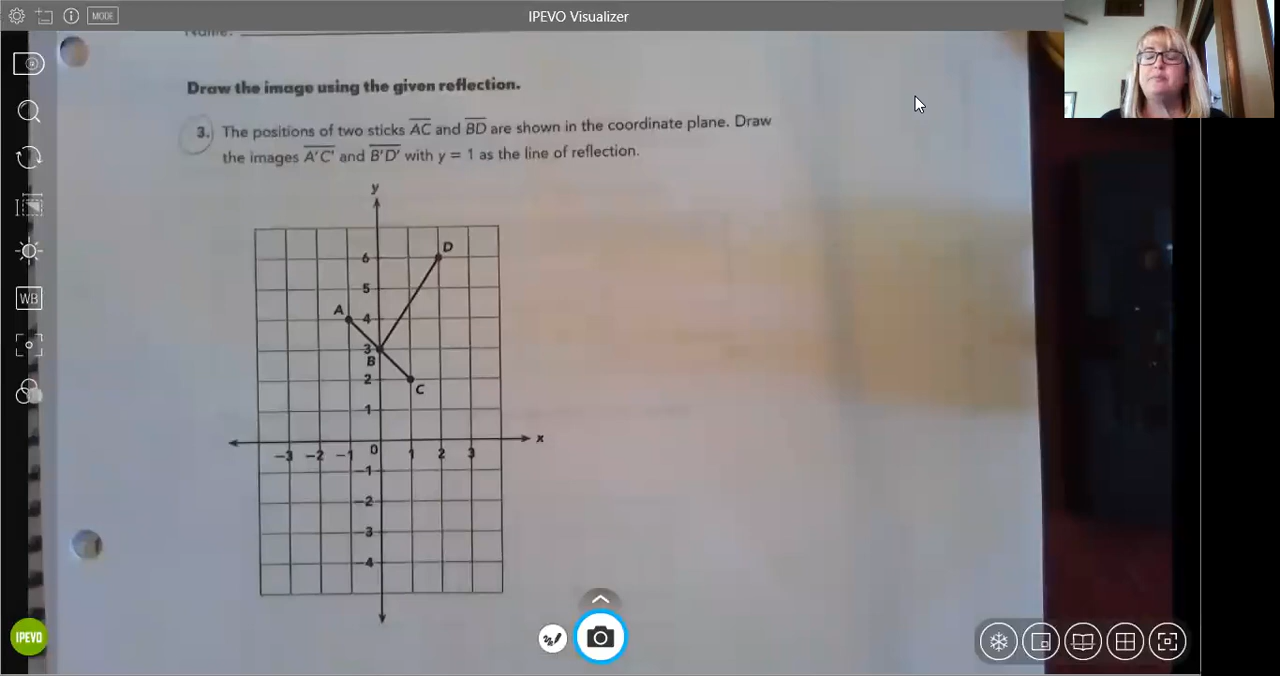 MODE
IPEVO Visualizer
Name:
Draw the image using the given reflection.
3. The positions of two sticks AC and BD are shown in the coordinate plane. Draw
the images A'C' and B'D' with y = 1 as the line of reflection.
WB
y
6
D
5
A
4
3
B
2
C
1
x
-3 -2 -1 0 1 2 3
-1
-2
-3
-4
IPEVO